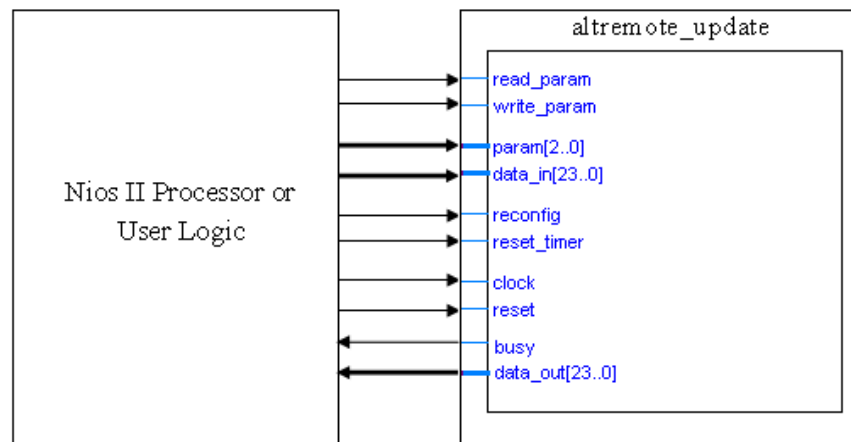 altremote_update
read_param
write_param
param[2..0]
data_in[23..0]
Nios II Processor or
User Logic
reconfig
reset_timer
clock
reset
busy
data_out[23..0]